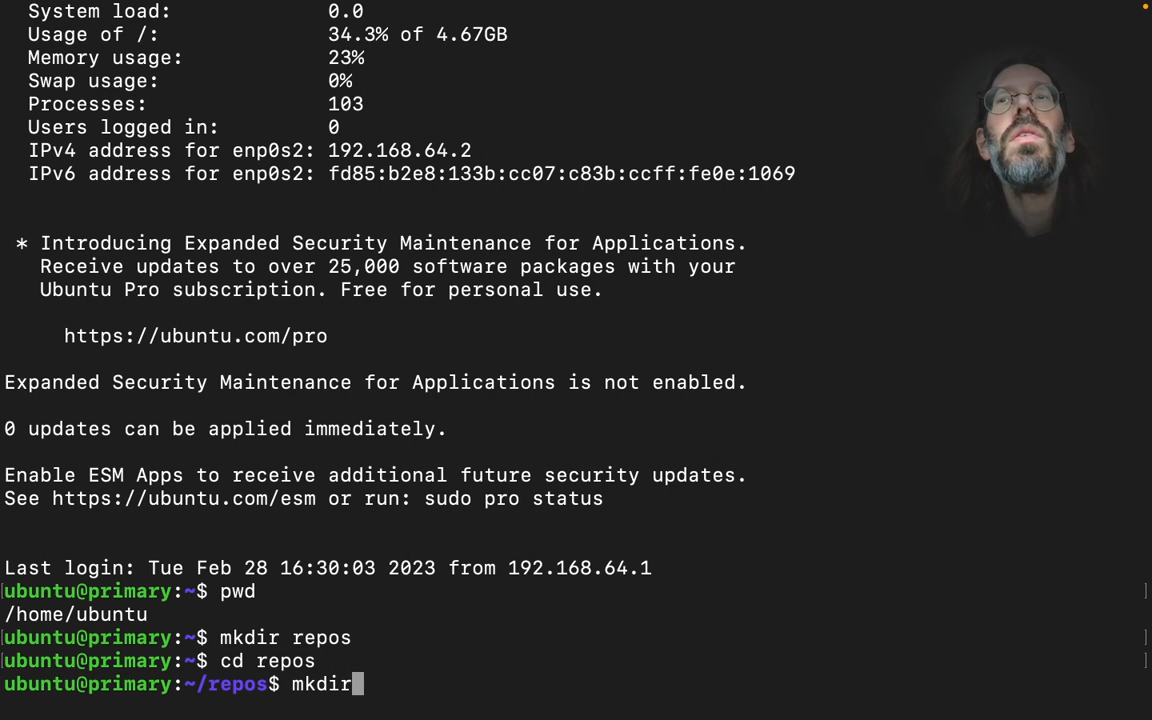 System load: 0.0
Usage of /: 34.3% of 4.67GB
Memory usage: 23%
Swap usage: 0%
Processes: 103
Users logged in: 0
IPv4 address for enp0s2: 192.168.64.2
IPv6 address for enp0s2: fd85:b2e8:133b:cc07:c83b:ccff:fe0e:1069
* Introducing Expanded Security Maintenance for Applications.
Receive updates to over 25,000 software packages with your
Ubuntu Pro subscription. Free for personal use.
https://ubuntu.com/pro
Expanded Security Maintenance for Applications is not enabled.
0 updates can be applied immediately.
Enable ESM Apps to receive additional future security updates.
See https://ubuntu.com/esm or run: sudo pro status
Last login: Tue Feb 28 16:30:03 2023 from 192.168.64.1
[ubuntu@primary:~$ pwd ]
/home/ubuntu
[ubuntu@primary:~$ mkdir repos ]
[ubuntu@primary:~$ cd repos ]
ubuntu@primary:~/repos$ mkdir